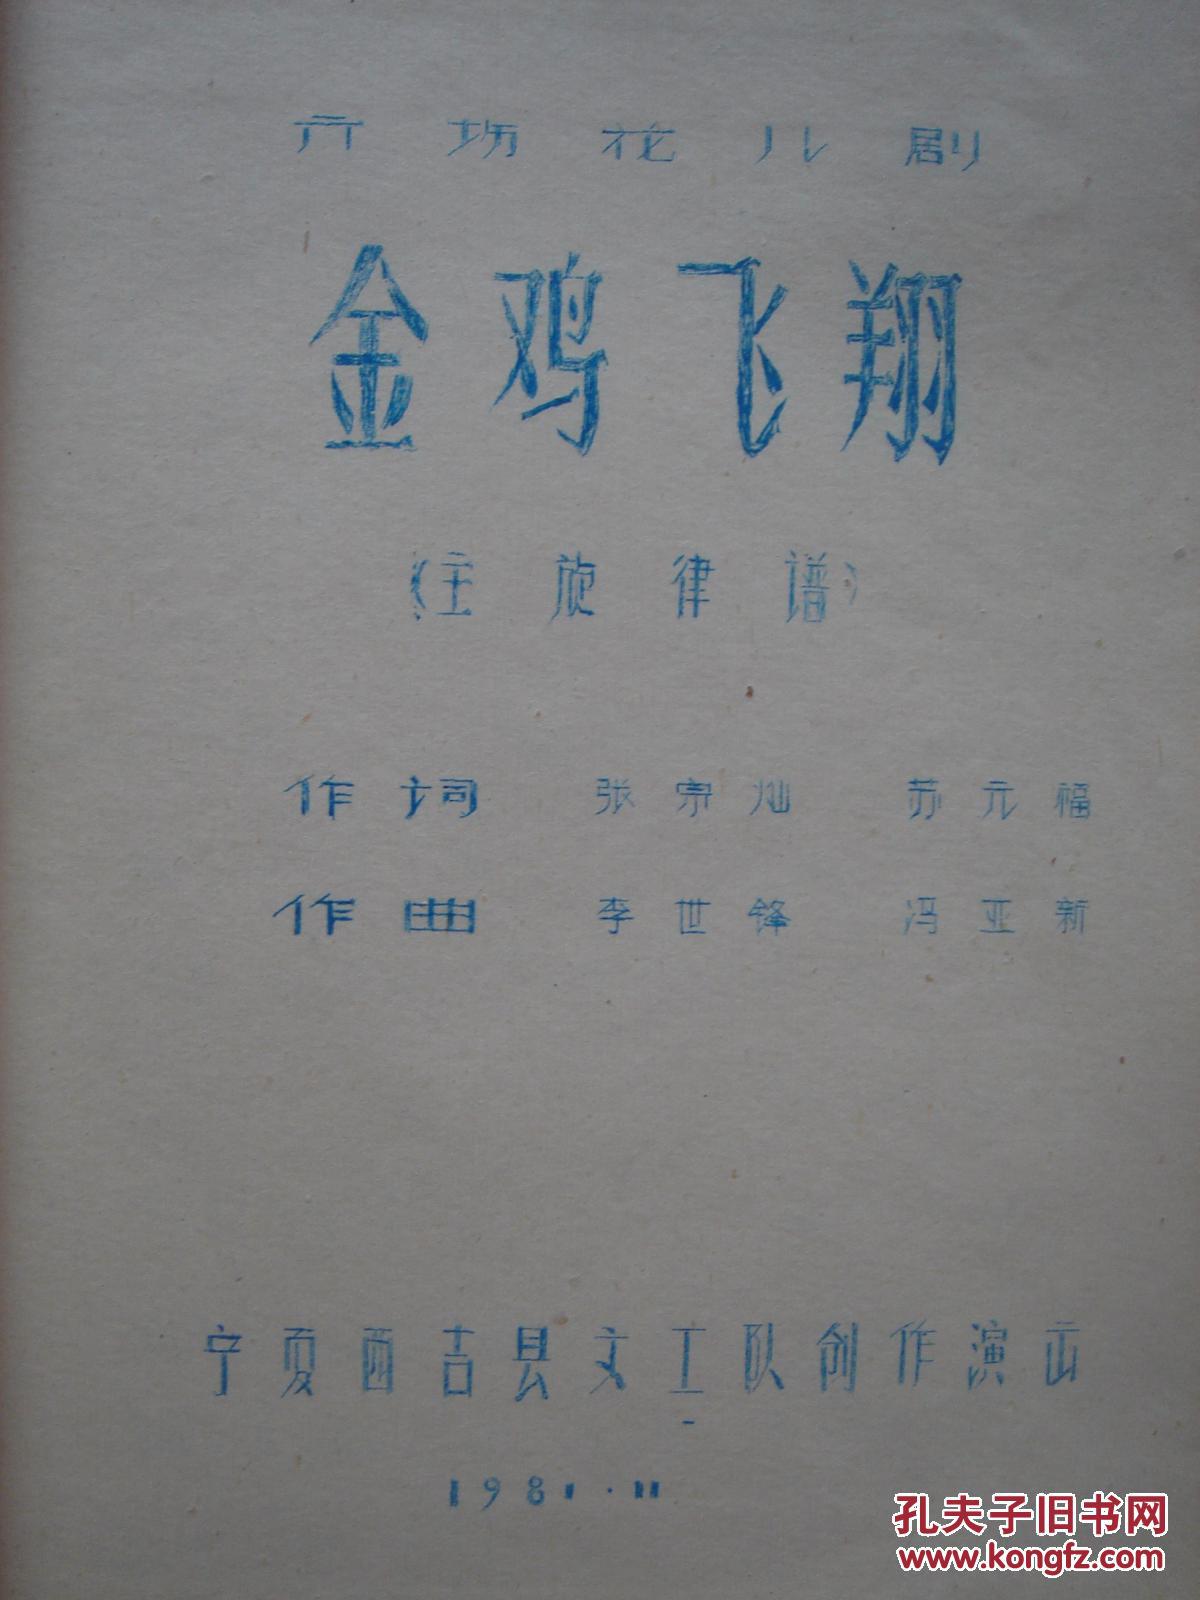 六场花儿剧
金鸡飞翔
《主旋律谱》
作词 张宗灿 苏元福
作曲 李世锋 冯亚新
宁夏西吉县文工队创作演出
1981.11
孔夫子旧书网
www.kongfz.com